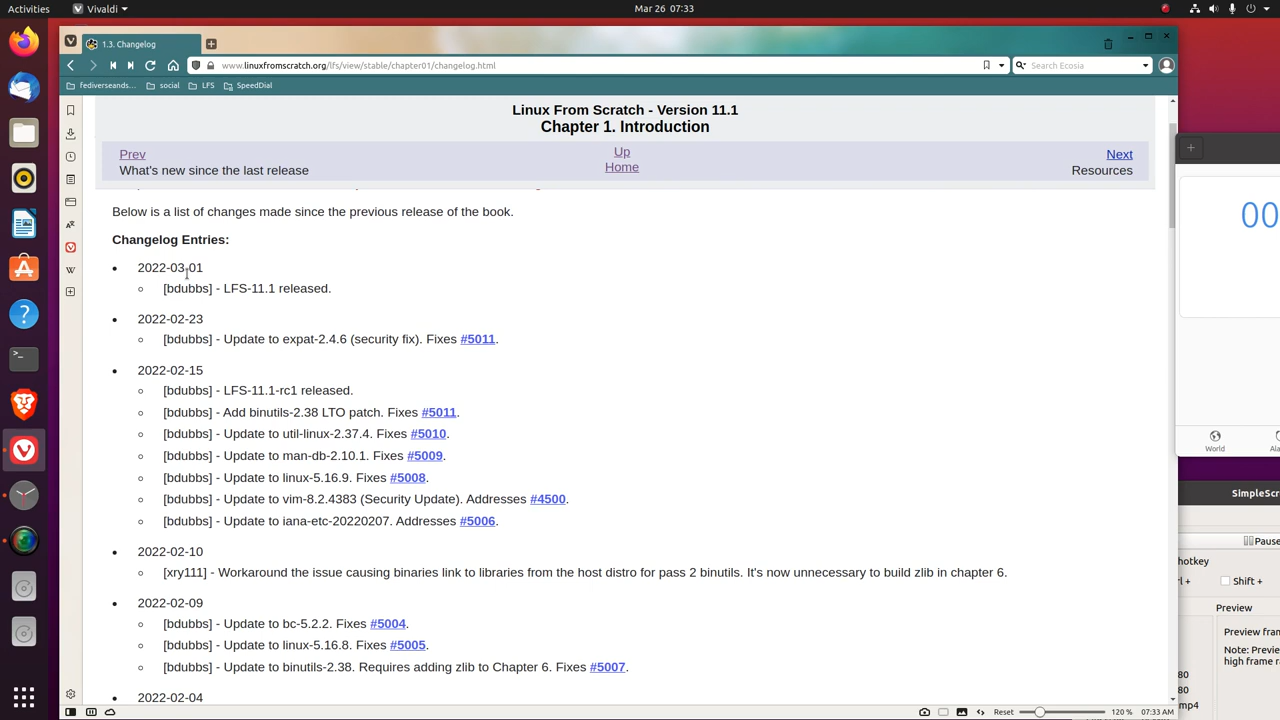 Activities
Vivaldi
Mar 26 07:33
1.3. Changelog
www.linuxfromscratch.org/lfs/view/stable/chapter01/changelog.html
Search Ecosia
fediverseands...
social
LFS
SpeedDial
Linux From Scratch - Version 11.1
Chapter 1. Introduction
Prev
Up
Next
What's new since the last release
Home
Resources
Below is a list of changes made since the previous release of the book.
Changelog Entries:
2022-03-01
[bdubbs] - LFS-11.1 released.
2022-02-23
[bdubbs] - Update to expat-2.4.6 (security fix). Fixes #5011.
2022-02-15
[bdubbs] - LFS-11.1-rc1 released.
[bdubbs] - Add binutils-2.38 LTO patch. Fixes #5011.
[bdubbs] - Update to util-linux-2.37.4. Fixes #5010.
[bdubbs] - Update to man-db-2.10.1. Fixes #5009.
[bdubbs] - Update to linux-5.16.9. Fixes #5008.
[bdubbs] - Update to vim-8.2.4383 (Security Update). Addresses #4500.
[bdubbs] - Update to iana-etc-20220207. Addresses #5006.
2022-02-10
[xry111] - Workaround the issue causing binaries link to libraries from the host distro for pass 2 binutils. It's now unnecessary to build zlib in chapter 6.
2022-02-09
[bdubbs] - Update to bc-5.2.2. Fixes #5004.
[bdubbs] - Update to linux-5.16.8. Fixes #5005.
[bdubbs] - Update to binutils-2.38. Requires adding zlib to Chapter 6. Fixes #5007.
2022-02-04
Reset
120 %
07:33 AM
00
World
Ala
SimpleScr
Pause
hotkey
rl +
Shift +
Preview
Preview fram
Note: Previe
high frame ra
80
80
mp4